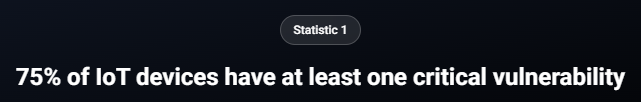 Statistic 1
75% of IoT devices have at least one critical vulnerability